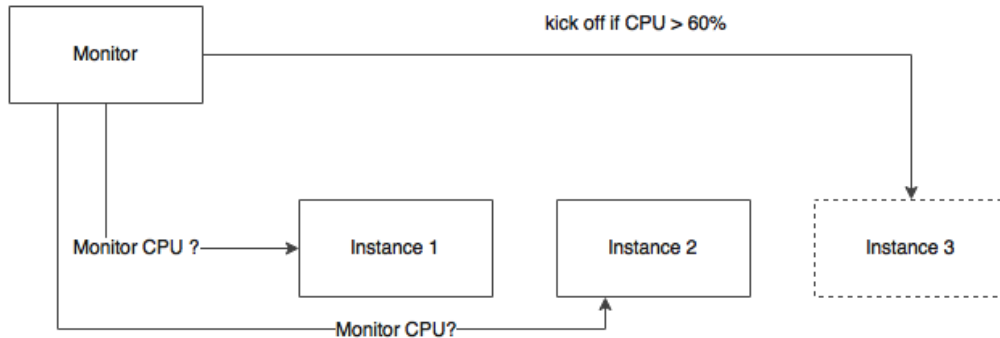 kick off if CPU > 60%
Monitor
Monitor CPU ?
Instance 1
Instance 2
Instance 3
Monitor CPU?